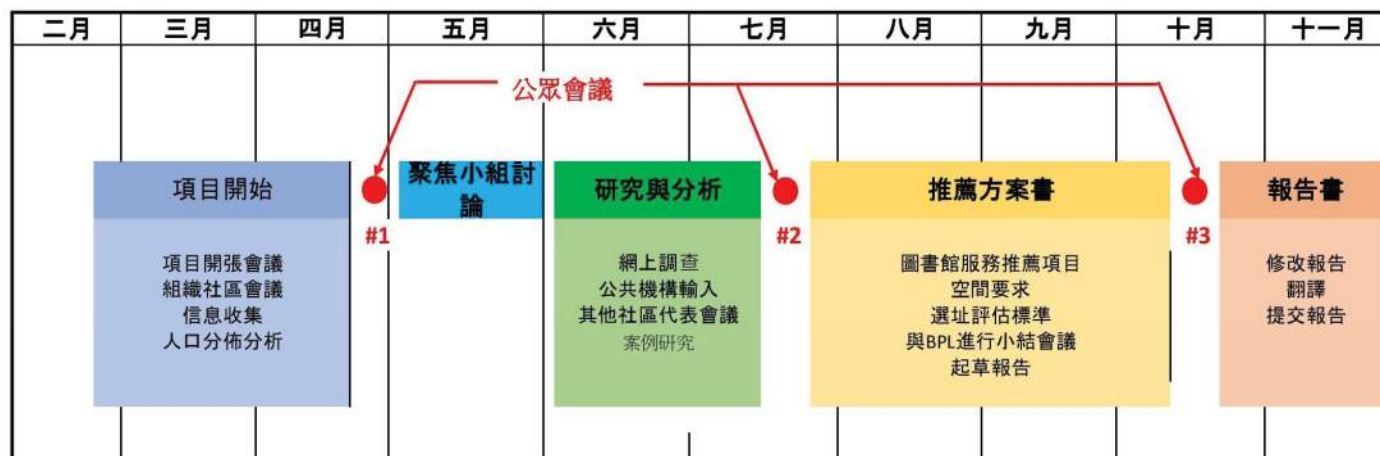 二月 三月 四月 五月 六月 七月 八月 九月 十月 十一月
公眾會議
項目開始
#1
聚焦小組討
論
研究與分析
#2
推薦方案書
#3
報告書
項目開張會議
組織社區會議
信息收集
人口分佈分析
網上調查
公共機構輸入
其他社區代表會議
案例研究
圖書館服務推薦項目
空間要求
選址評估標準
與BPL進行小結會議
起草報告
修改報告
翻譯
提交報告